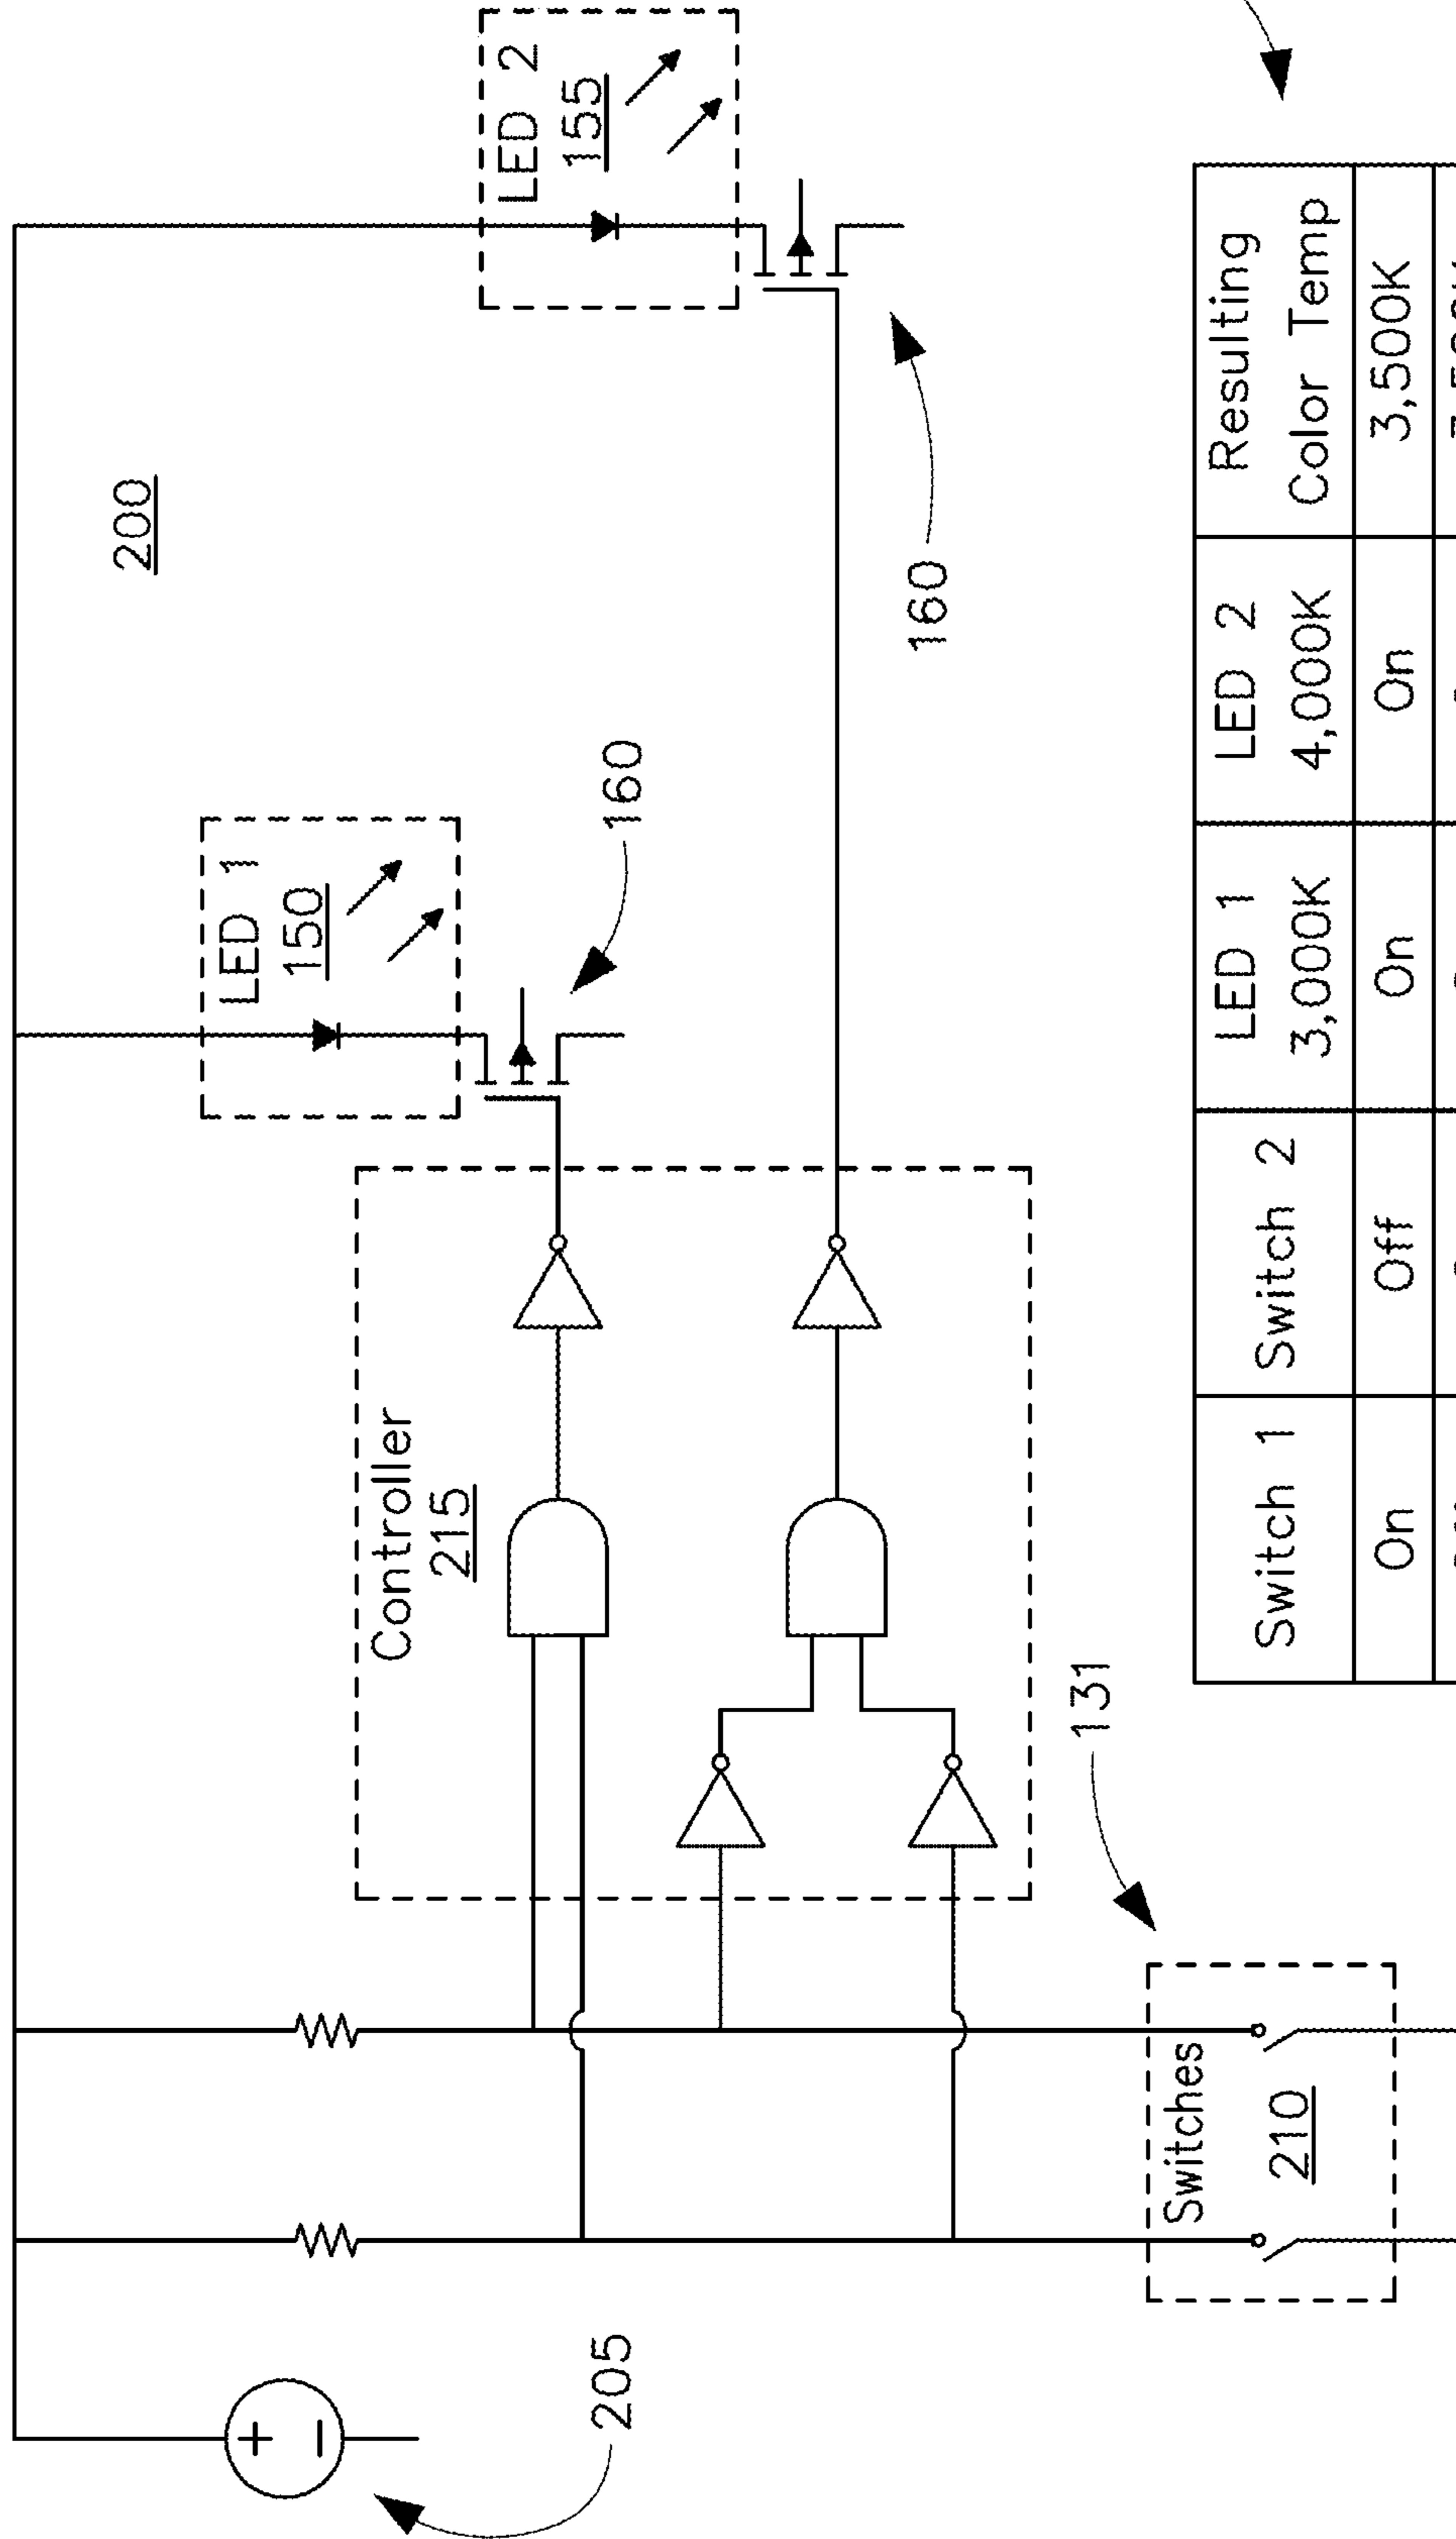 200
LED 2
155
LED 1
150
160
160
Controller
215
131
Switches
210
205
+
−
Switch 1 Switch 2 LED 1 3,000K LED 2 4,000K Resulting Color Temp
On Off On On 3,500K